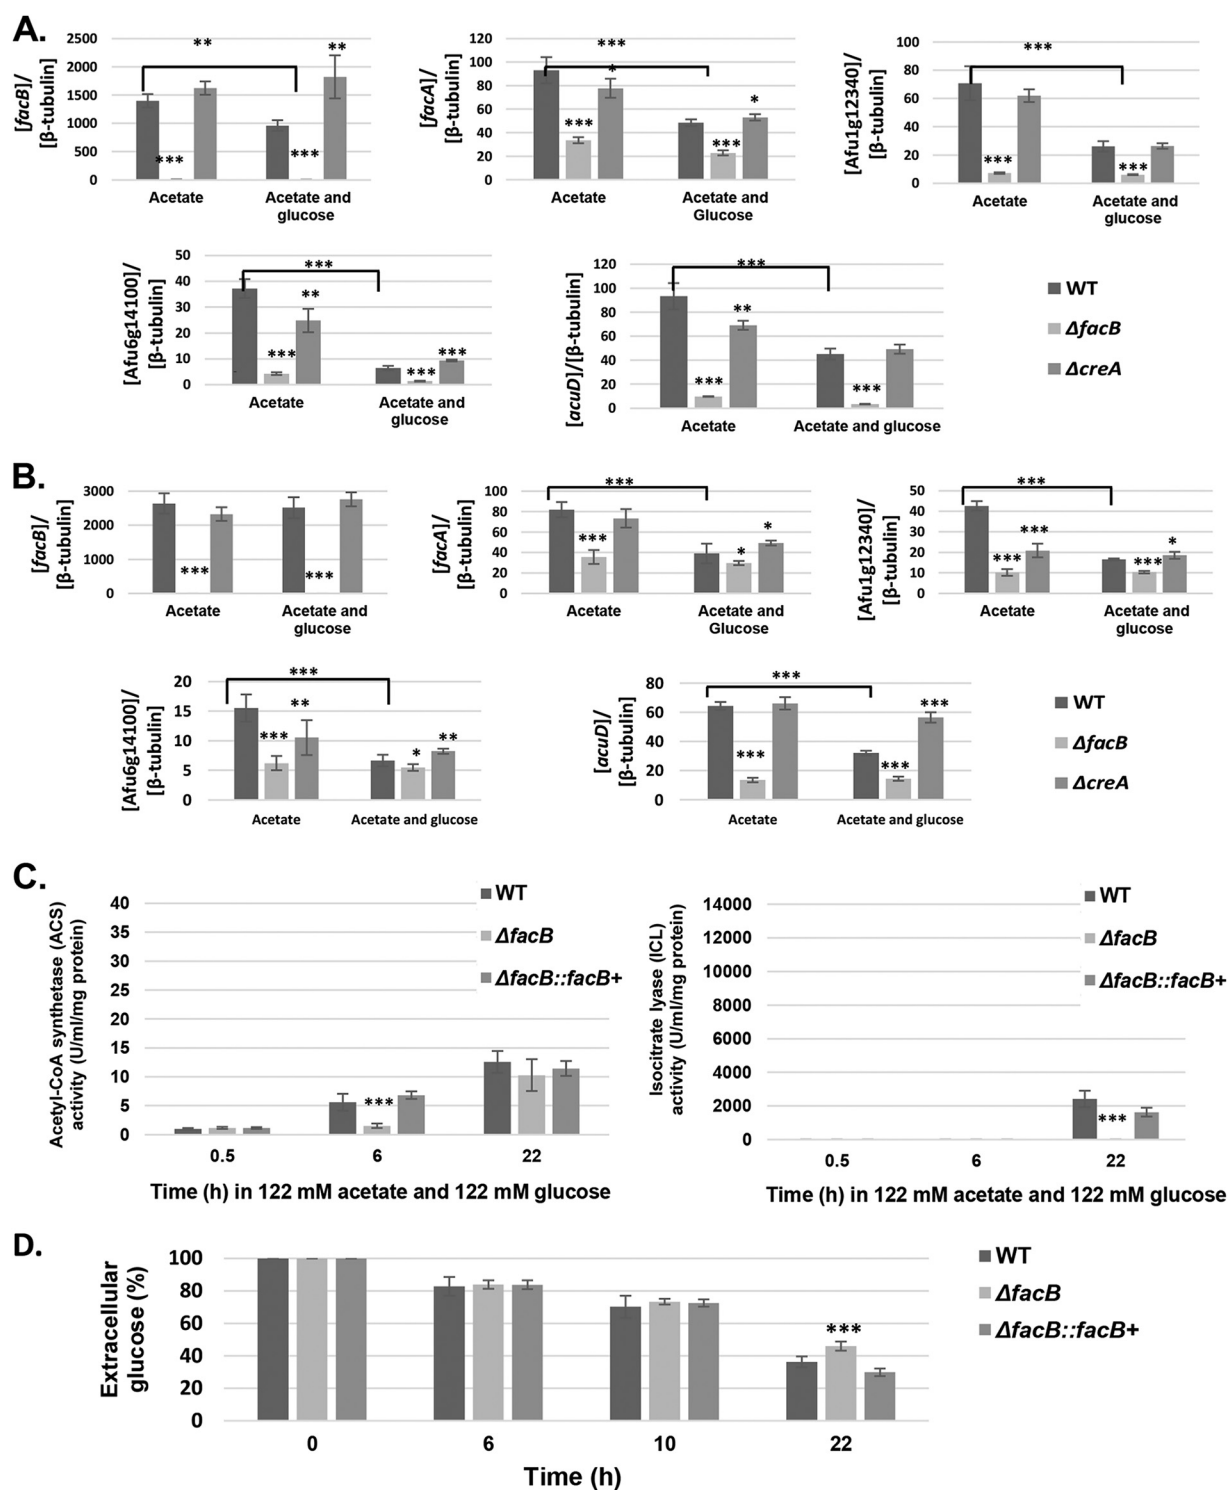 A.
[facB]/
[β-tubulin]
2500
2000
1500
1000
500
0
**
***
***
**
Acetate
Acetate and
glucose
[facA]/
[β-tubulin]
120
100
80
60
40
20
0
***
*
***
***
*
Acetate
Acetate and
Glucose
[Afu1g12340]/
[β-tubulin]
100
80
60
40
20
0
***
***
***
Acetate
Acetate and
glucose
[Afu6g14100]/
[β-tubulin]
50
40
30
20
10
0
***
***
**
***
***
Acetate
Acetate and
glucose
[acuD]/[β-tubulin]
120
100
80
60
40
20
0
***
***
**
***
Acetate
Acetate and glucose
WT
ΔfacB
ΔcreA
B.
[facB]/
[β-tubulin]
3000
2000
1000
0
***
***
Acetate
Acetate and
glucose
[facA]/
[β-tubulin]
100
80
60
40
20
0
***
***
*
*
Acetate
Acetate and
Glucose
[Afu1g12340]/
[β-tubulin]
50
40
30
20
10
0
***
***
***
***
*
Acetate
Acetate and
glucose
[Afu6g14100]/
[β-tubulin]
20
15
10
5
0
***
***
**
*
**
Acetate
Acetate and glucose
[acuD]/
[β-tubulin]
80
60
40
20
0
***
***
***
***
Acetate
Acetate and glucose
WT
ΔfacB
ΔcreA
C.
Acetyl-CoA synthetase (ACS)
activity (U/ml/mg protein)
40
35
30
25
20
15
10
5
0
***
0.5
6
22
Time (h) in 122 mM acetate and 122 mM glucose
WT
ΔfacB
ΔfacB::facB+
Isocitrate lyase (ICL)
activity (U/ml/mg protein)
14000
12000
10000
8000
6000
4000
2000
0
***
0.5
6
22
Time (h) in 122 mM acetate and 122 mM glucose
WT
ΔfacB
ΔfacB::facB+
D.
Extracellular
glucose (%)
100
80
60
40
20
0
***
0
6
10
22
Time (h)
WT
ΔfacB
ΔfacB::facB+